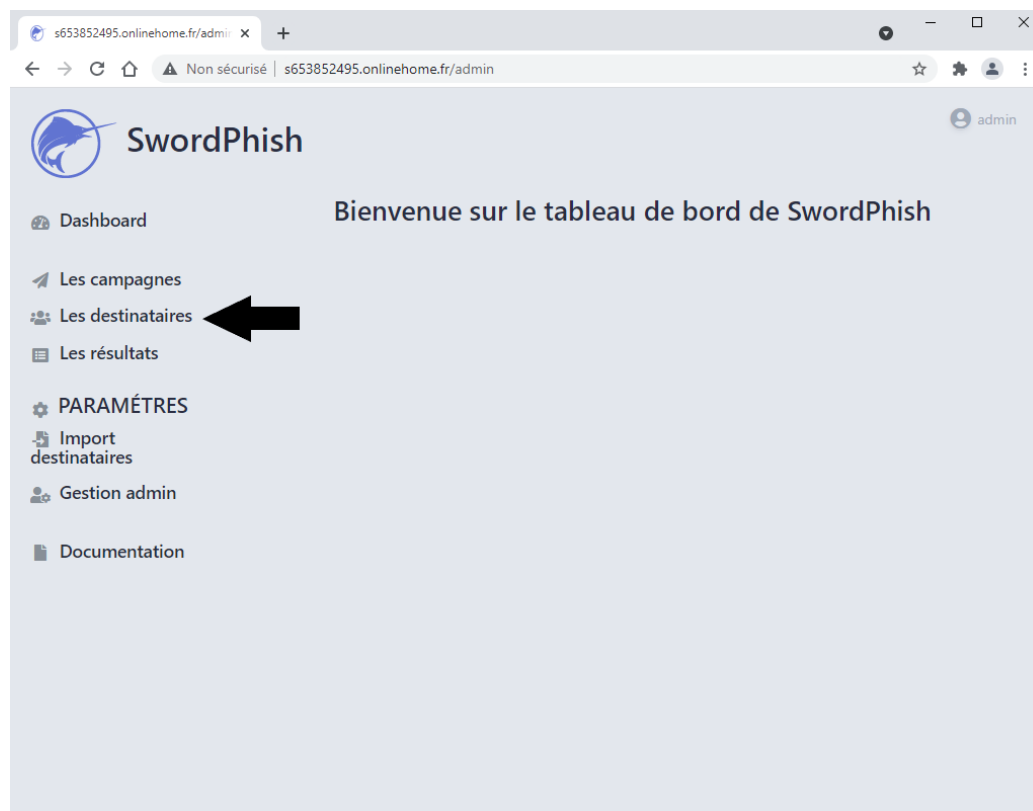 s653852495.onlinehome.fr/admin
Non sécurisé | s653852495.onlinehome.fr/admin
SwordPhish
admin
Dashboard
Bienvenue sur le tableau de bord de SwordPhish
Les campagnes
Les destinataires
Les résultats
PARAMÉTRES
Import
destinataires
Gestion admin
Documentation